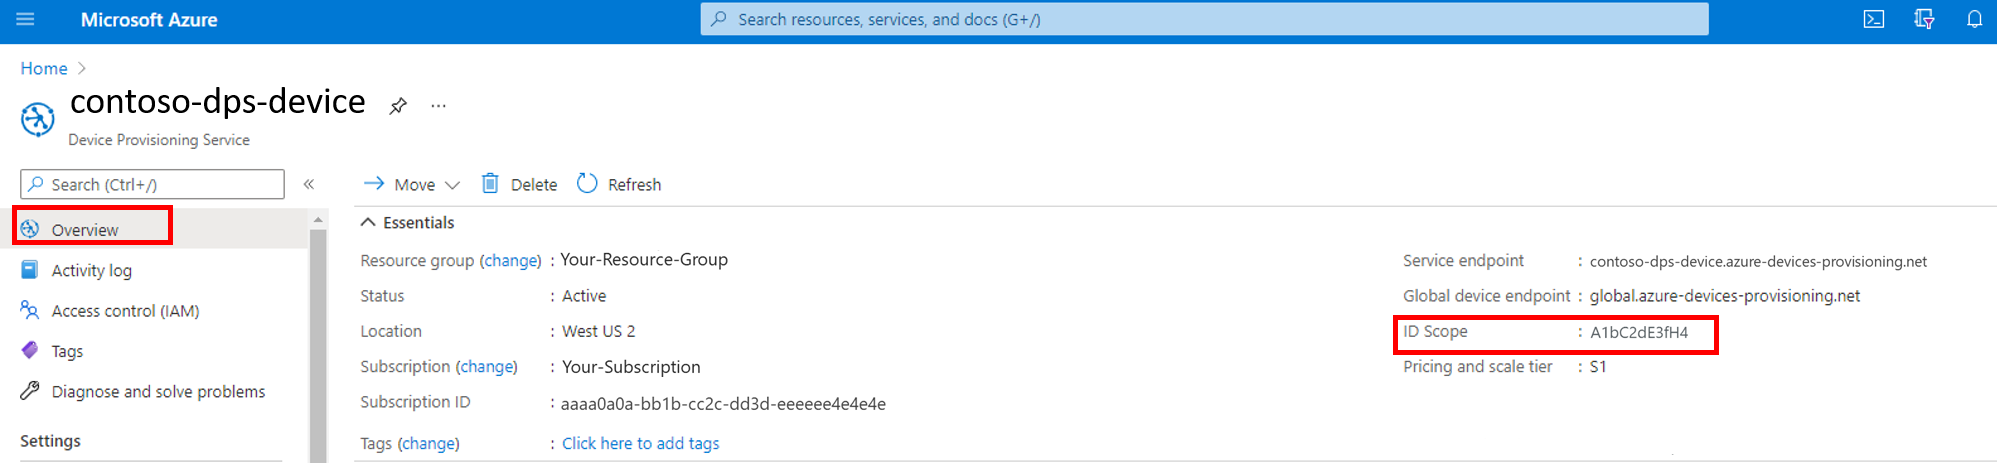 Microsoft Azure
Search resources, services, and docs (G+/)
Home
contoso-dps-device
Device Provisioning Service
Search (Ctrl+/)
Move
Delete
Refresh
Overview
Activity log
Access control (IAM)
Tags
Diagnose and solve problems
Settings
Essentials
Resource group (change) : Your-Resource-Group
Status : Active
Location : West US 2
Subscription (change) : Your-Subscription
Subscription ID : aaaa0a0a-bb1b-cc2c-dd3d-eeeeee4e4e4e
Tags (change) : Click here to add tags
Service endpoint : contoso-dps-device.azure-devices-provisioning.net
Global device endpoint : global.azure-devices-provisioning.net
ID Scope : A1bC2dE3fH4
Pricing and scale tier : S1